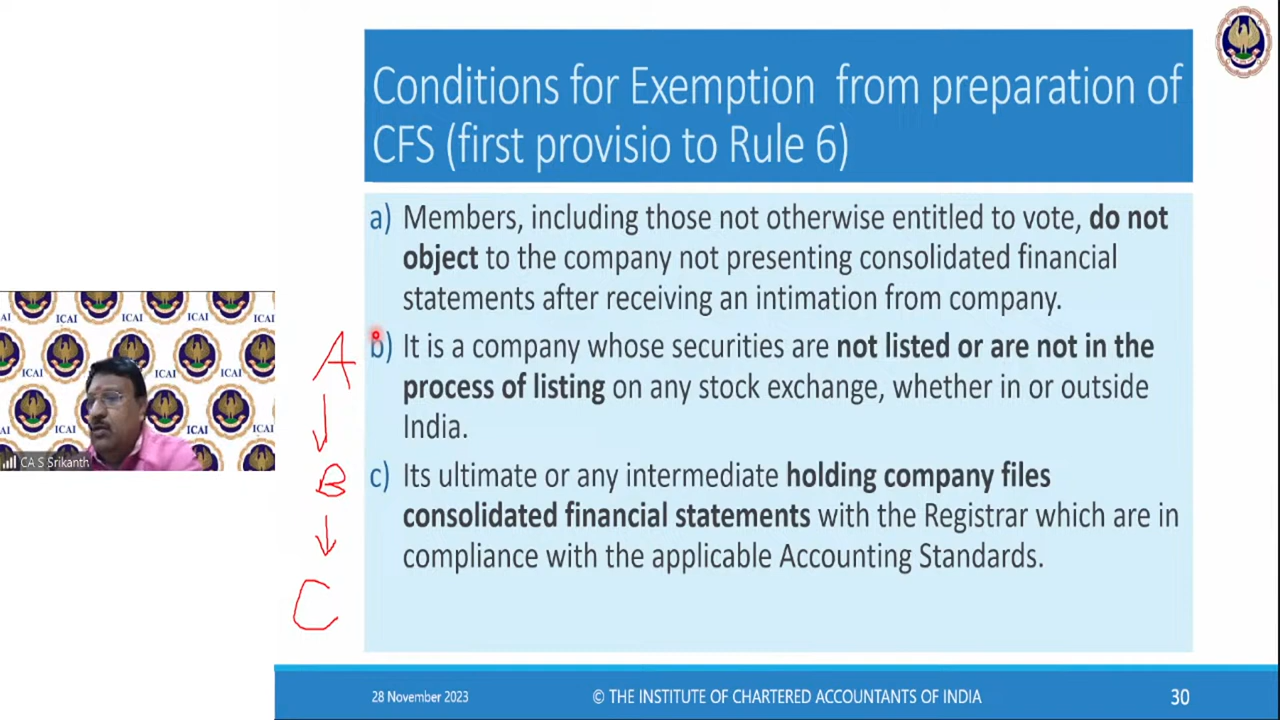 Conditions for Exemption from preparation of
CFS (first provisio to Rule 6)
a) Members, including those not otherwise entitled to vote, do not
object to the company not presenting consolidated financial
statements after receiving an intimation from company.
b) It is a company whose securities are not listed or are not in the
process of listing on any stock exchange, whether in or outside
India.
c) Its ultimate or any intermediate holding company files
consolidated financial statements with the Registrar which are in
compliance with the applicable Accounting Standards.
A
B
C
ICAI
ICAI
ICAI
ICAI
CA S Srikanth
28 November 2023
© THE INSTITUTE OF CHARTERED ACCOUNTANTS OF INDIA
30